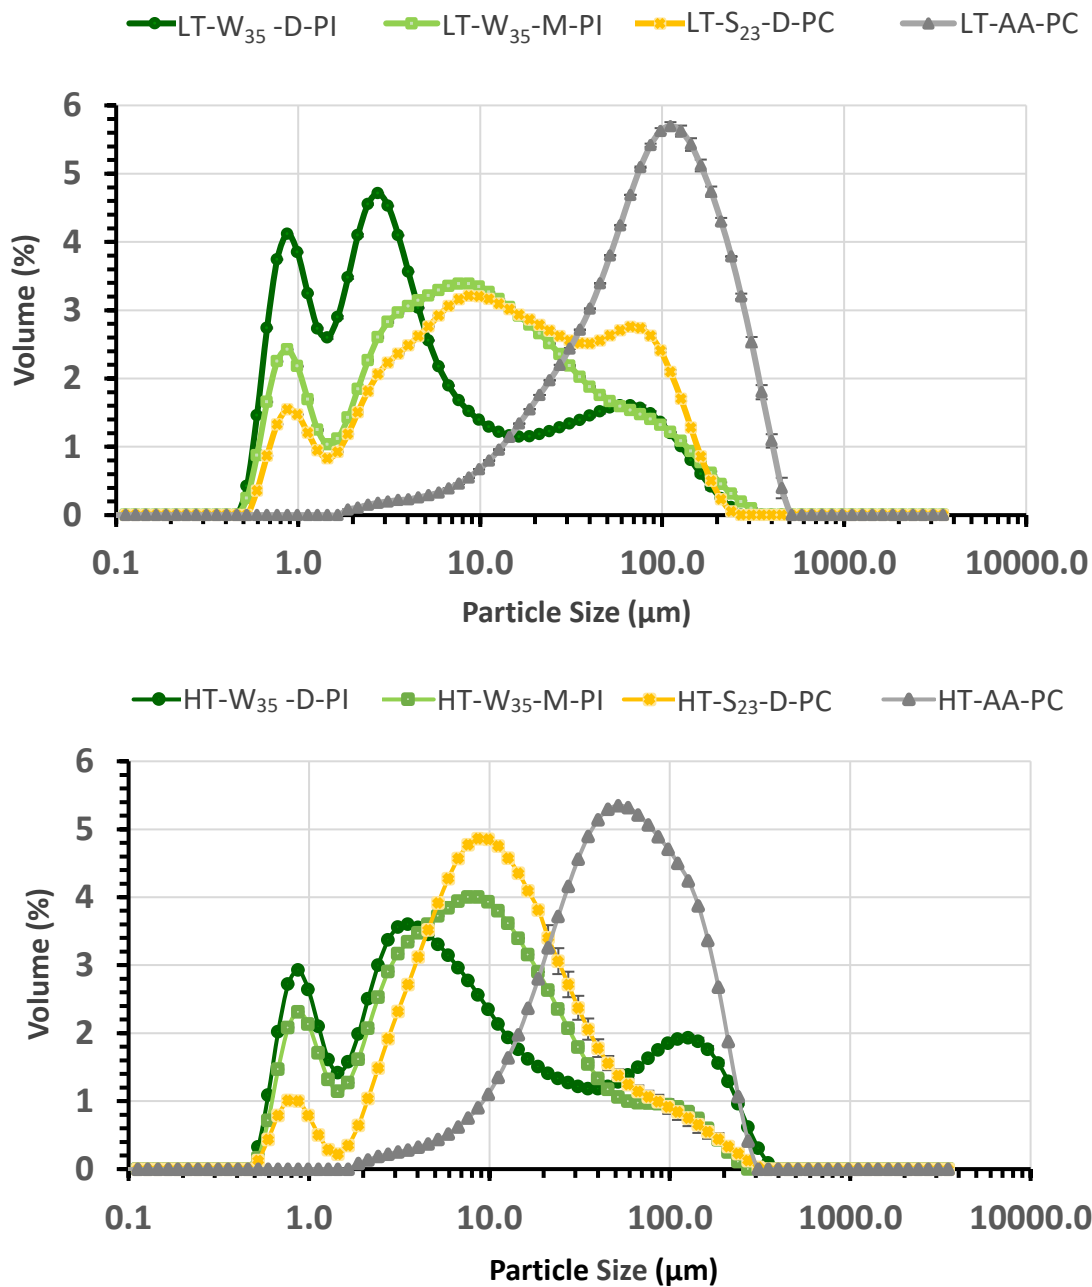 LT-W₃₅ -D-PI LT-W₃₅-M-PI LT-S₂₃-D-PC LT-AA-PC
6
5
4
3
2
1
0
Volume (%)
0.1 1.0 10.0 100.0 1000.0 10000.0
Particle Size (µm)
HT-W₃₅ -D-PI HT-W₃₅-M-PI HT-S₂₃-D-PC HT-AA-PC
6
5
4
3
2
1
0
Volume (%)
0.1 1.0 10.0 100.0 1000.0 10000.0
Particle Size (µm)